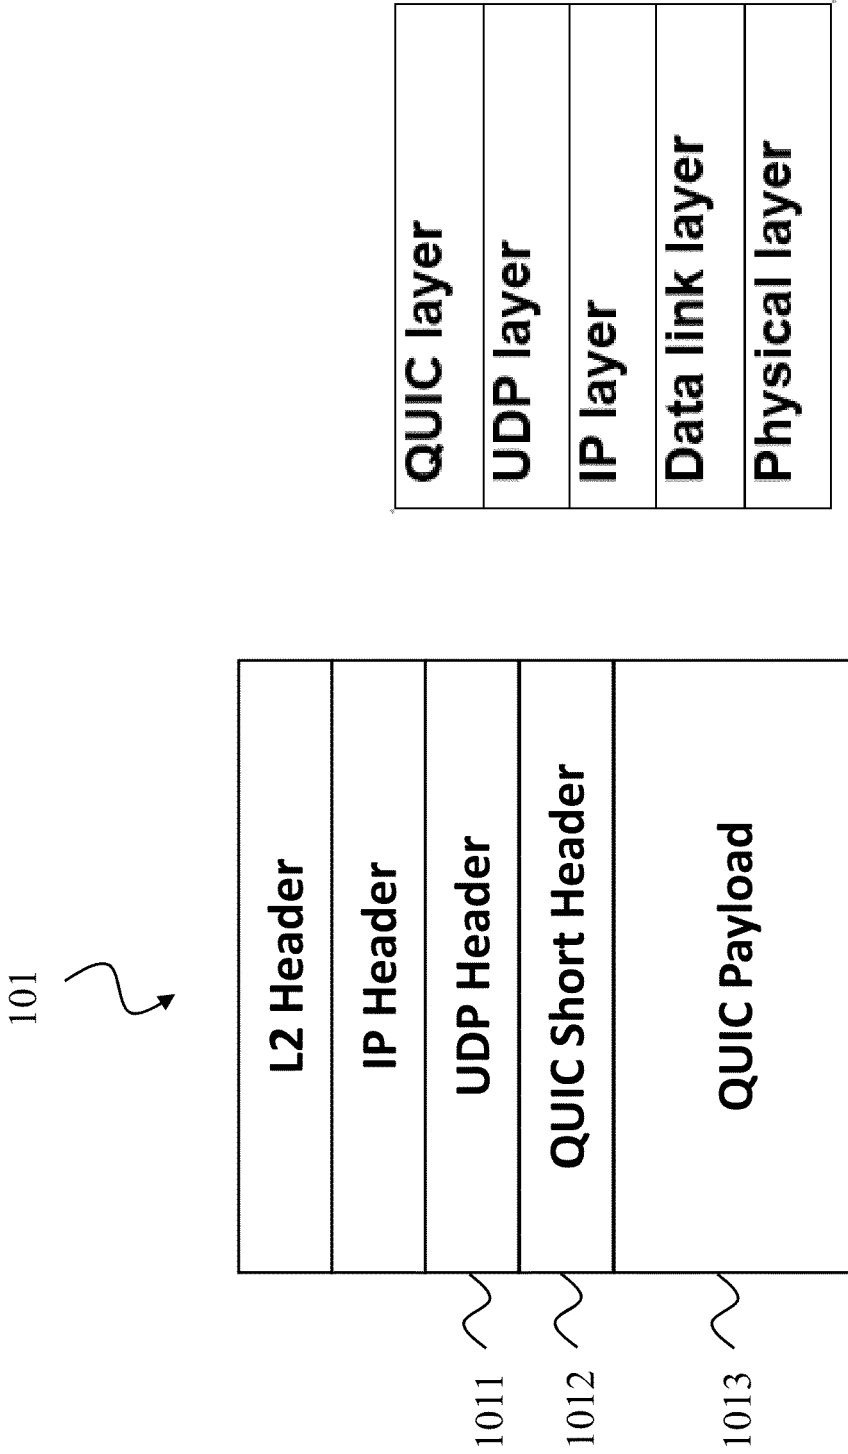 101
L2 Header
IP Header
UDP Header
QUIC Short Header
QUIC Payload
1011
1012
1013
QUIC layer
UDP layer
IP layer
Data link layer
Physical layer